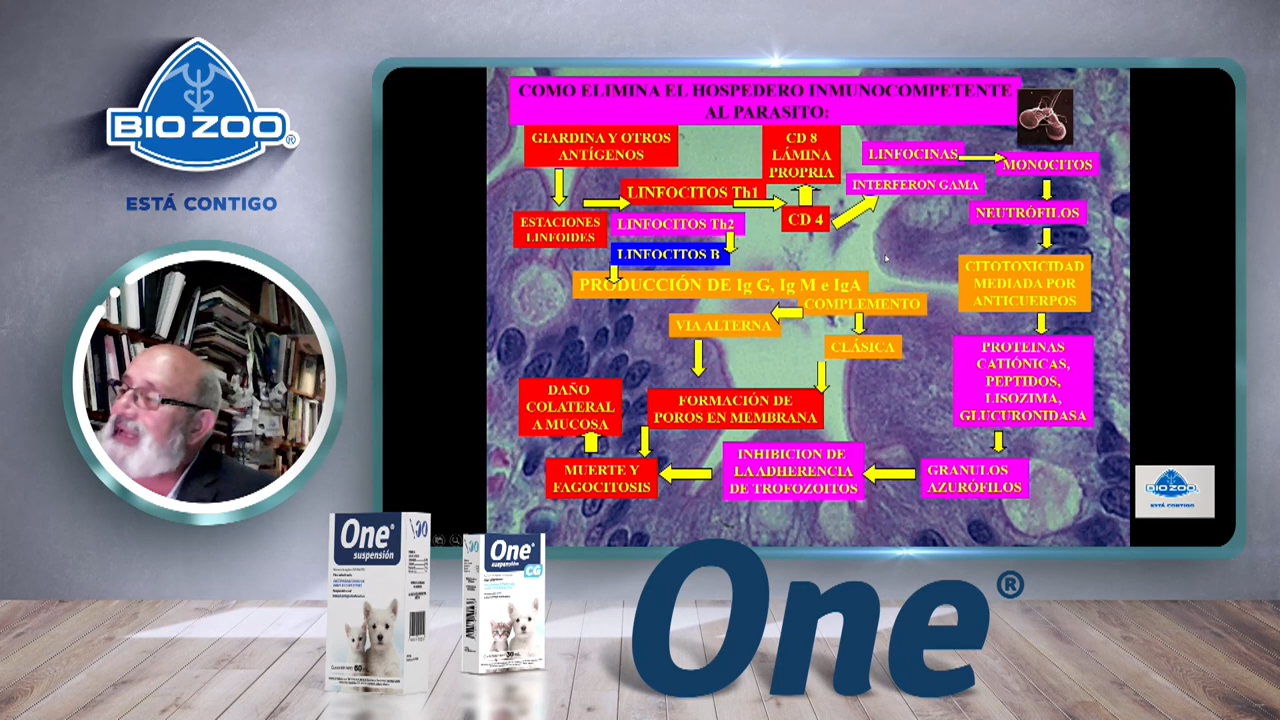 BIO ZOO®
ESTÁ CONTIGO
COMO ELIMINA EL HOSPEDERO INMUNOCOMPETENTE
AL PARASITO:
GIARDINA Y OTROS
ANTÍGENOS
CD 8
LÁMINA
PROPRIA
LINFOCINAS
MONOCITOS
LINFOCITOS Th1
INTERFERON GAMA
ESTACIONES
LINFOIDES
LINFOCITOS Th2
CD 4
NEUTRÓFILOS
LINFOCITOS B
PRODUCCIÓN DE Ig G, Ig M e IgA
CITOTOXICIDAD
MEDIADA POR
ANTICUERPOS
COMPLEMENTO
VIA ALTERNA
CLÁSICA
PROTEINAS
CATIÓNICAS,
PEPTIDOS,
LISOZIMA,
GLUCURONIDASA
DAÑO
COLATERAL
A MUCOSA
FORMACIÓN DE
POROS EN MEMBRANA
MUERTE Y
FAGOCITOSIS
INHIBICION DE
LA ADHERENCIA
DE TROFOZOITOS
GRANULOS
AZURÓFILOS
BIO ZOO
ESTÁ CONTIGO
One®
suspensión
One®
suspensión
CG
One®